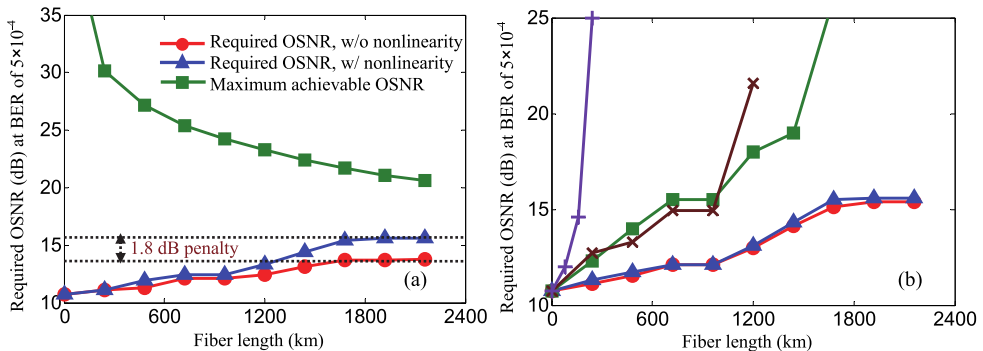 Required OSNR (dB) at BER of 5×10-4
40
35
30
25
20
15
10
0
600
1200
1800
2400
Fiber length (km)
Required OSNR, w/o nonlinearity
Required OSNR, w/ nonlinearity
Maximum achievable OSNR
1.8 dB penalty
(a)
Required OSNR (dB) at BER of 5×10-4
25
20
15
10
0
600
1200
1800
2400
Fiber length (km)
(b)